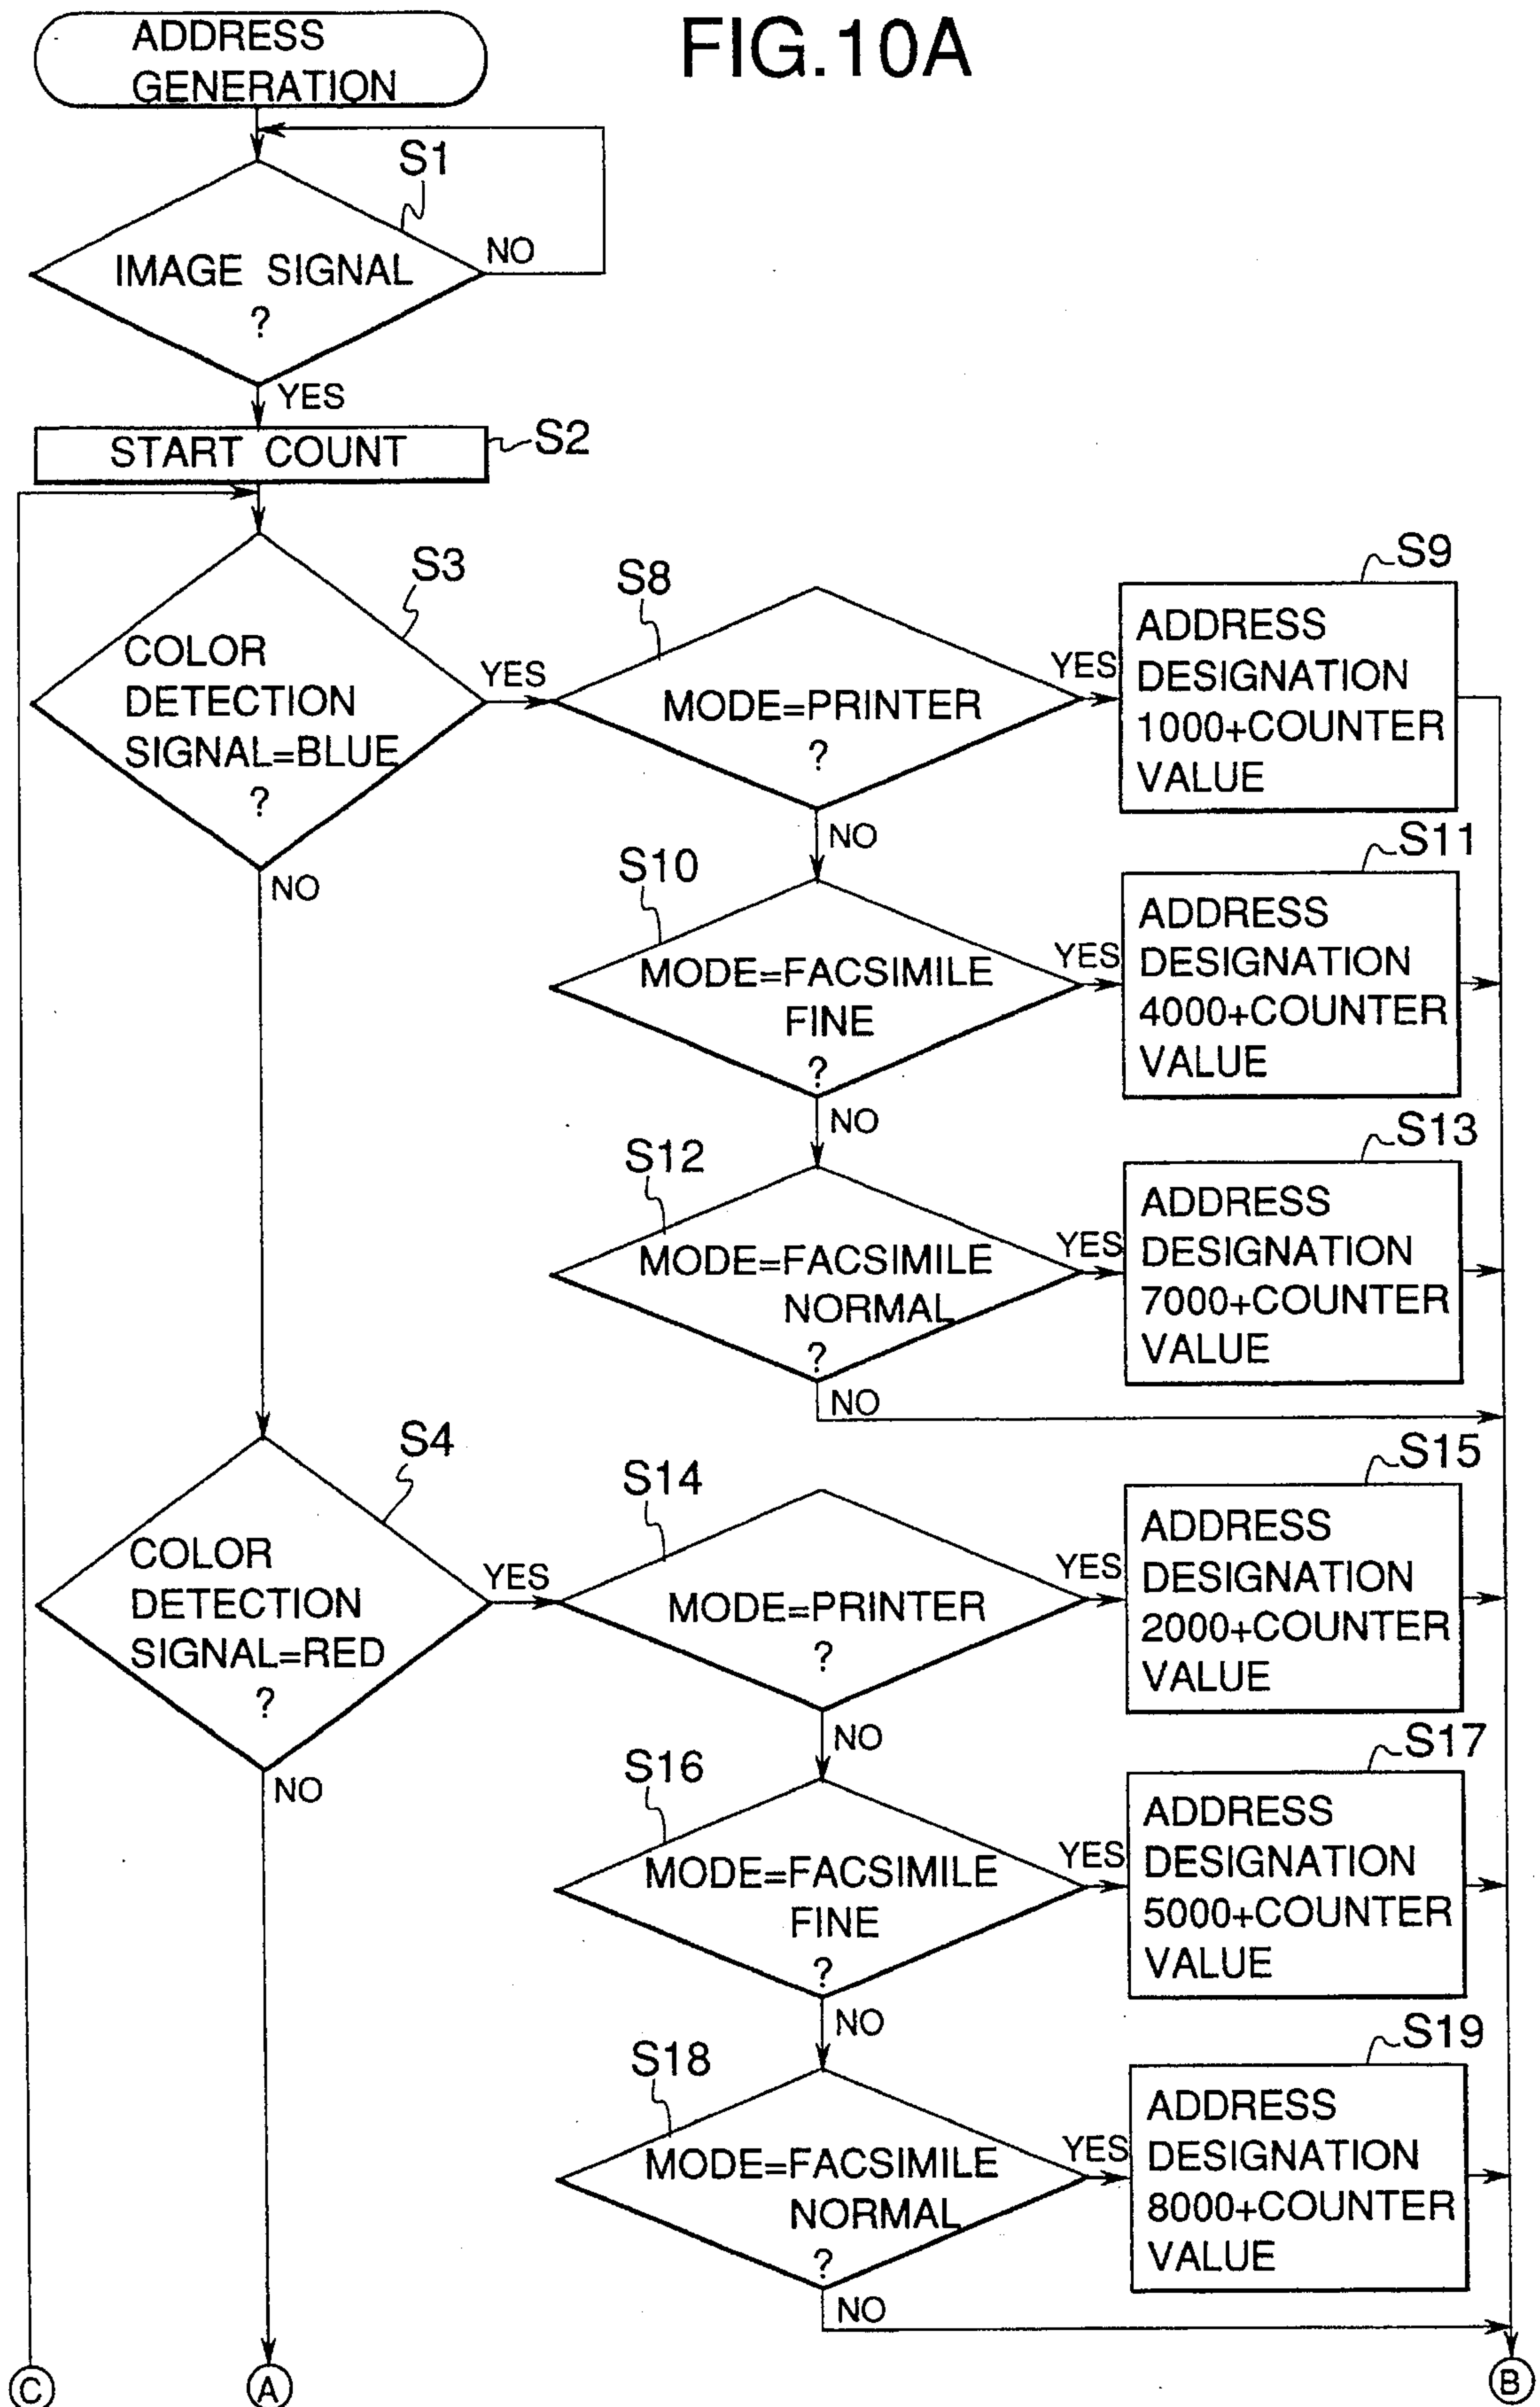 FIG.10A
ADDRESS
GENERATION
S1
IMAGE SIGNAL
?
NO
YES
START COUNT
S2
S3
COLOR
DETECTION
SIGNAL=BLUE
?
YES
NO
S8
MODE=PRINTER
?
YES
NO
S9
ADDRESS
DESIGNATION
1000+COUNTER
VALUE
S10
MODE=FACSIMILE
FINE
?
YES
NO
S11
ADDRESS
DESIGNATION
4000+COUNTER
VALUE
S12
MODE=FACSIMILE
NORMAL
?
YES
NO
S13
ADDRESS
DESIGNATION
7000+COUNTER
VALUE
S4
COLOR
DETECTION
SIGNAL=RED
?
YES
NO
S14
MODE=PRINTER
?
YES
NO
S15
ADDRESS
DESIGNATION
2000+COUNTER
VALUE
S16
MODE=FACSIMILE
FINE
?
YES
NO
S17
ADDRESS
DESIGNATION
5000+COUNTER
VALUE
S18
MODE=FACSIMILE
NORMAL
?
YES
NO
S19
ADDRESS
DESIGNATION
8000+COUNTER
VALUE
C
A
B